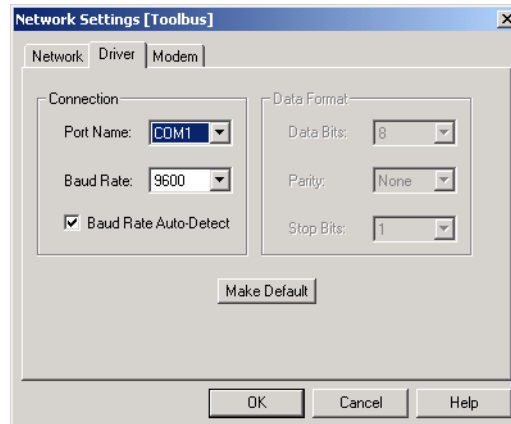 Network Settings [Toolbus]
Network Driver Modem
Connection
Port Name: COM1
Baud Rate: 9600
Baud Rate Auto-Detect
Data Format
Data Bits: 8
Parity: None
Stop Bits: 1
Make Default
OK Cancel Help